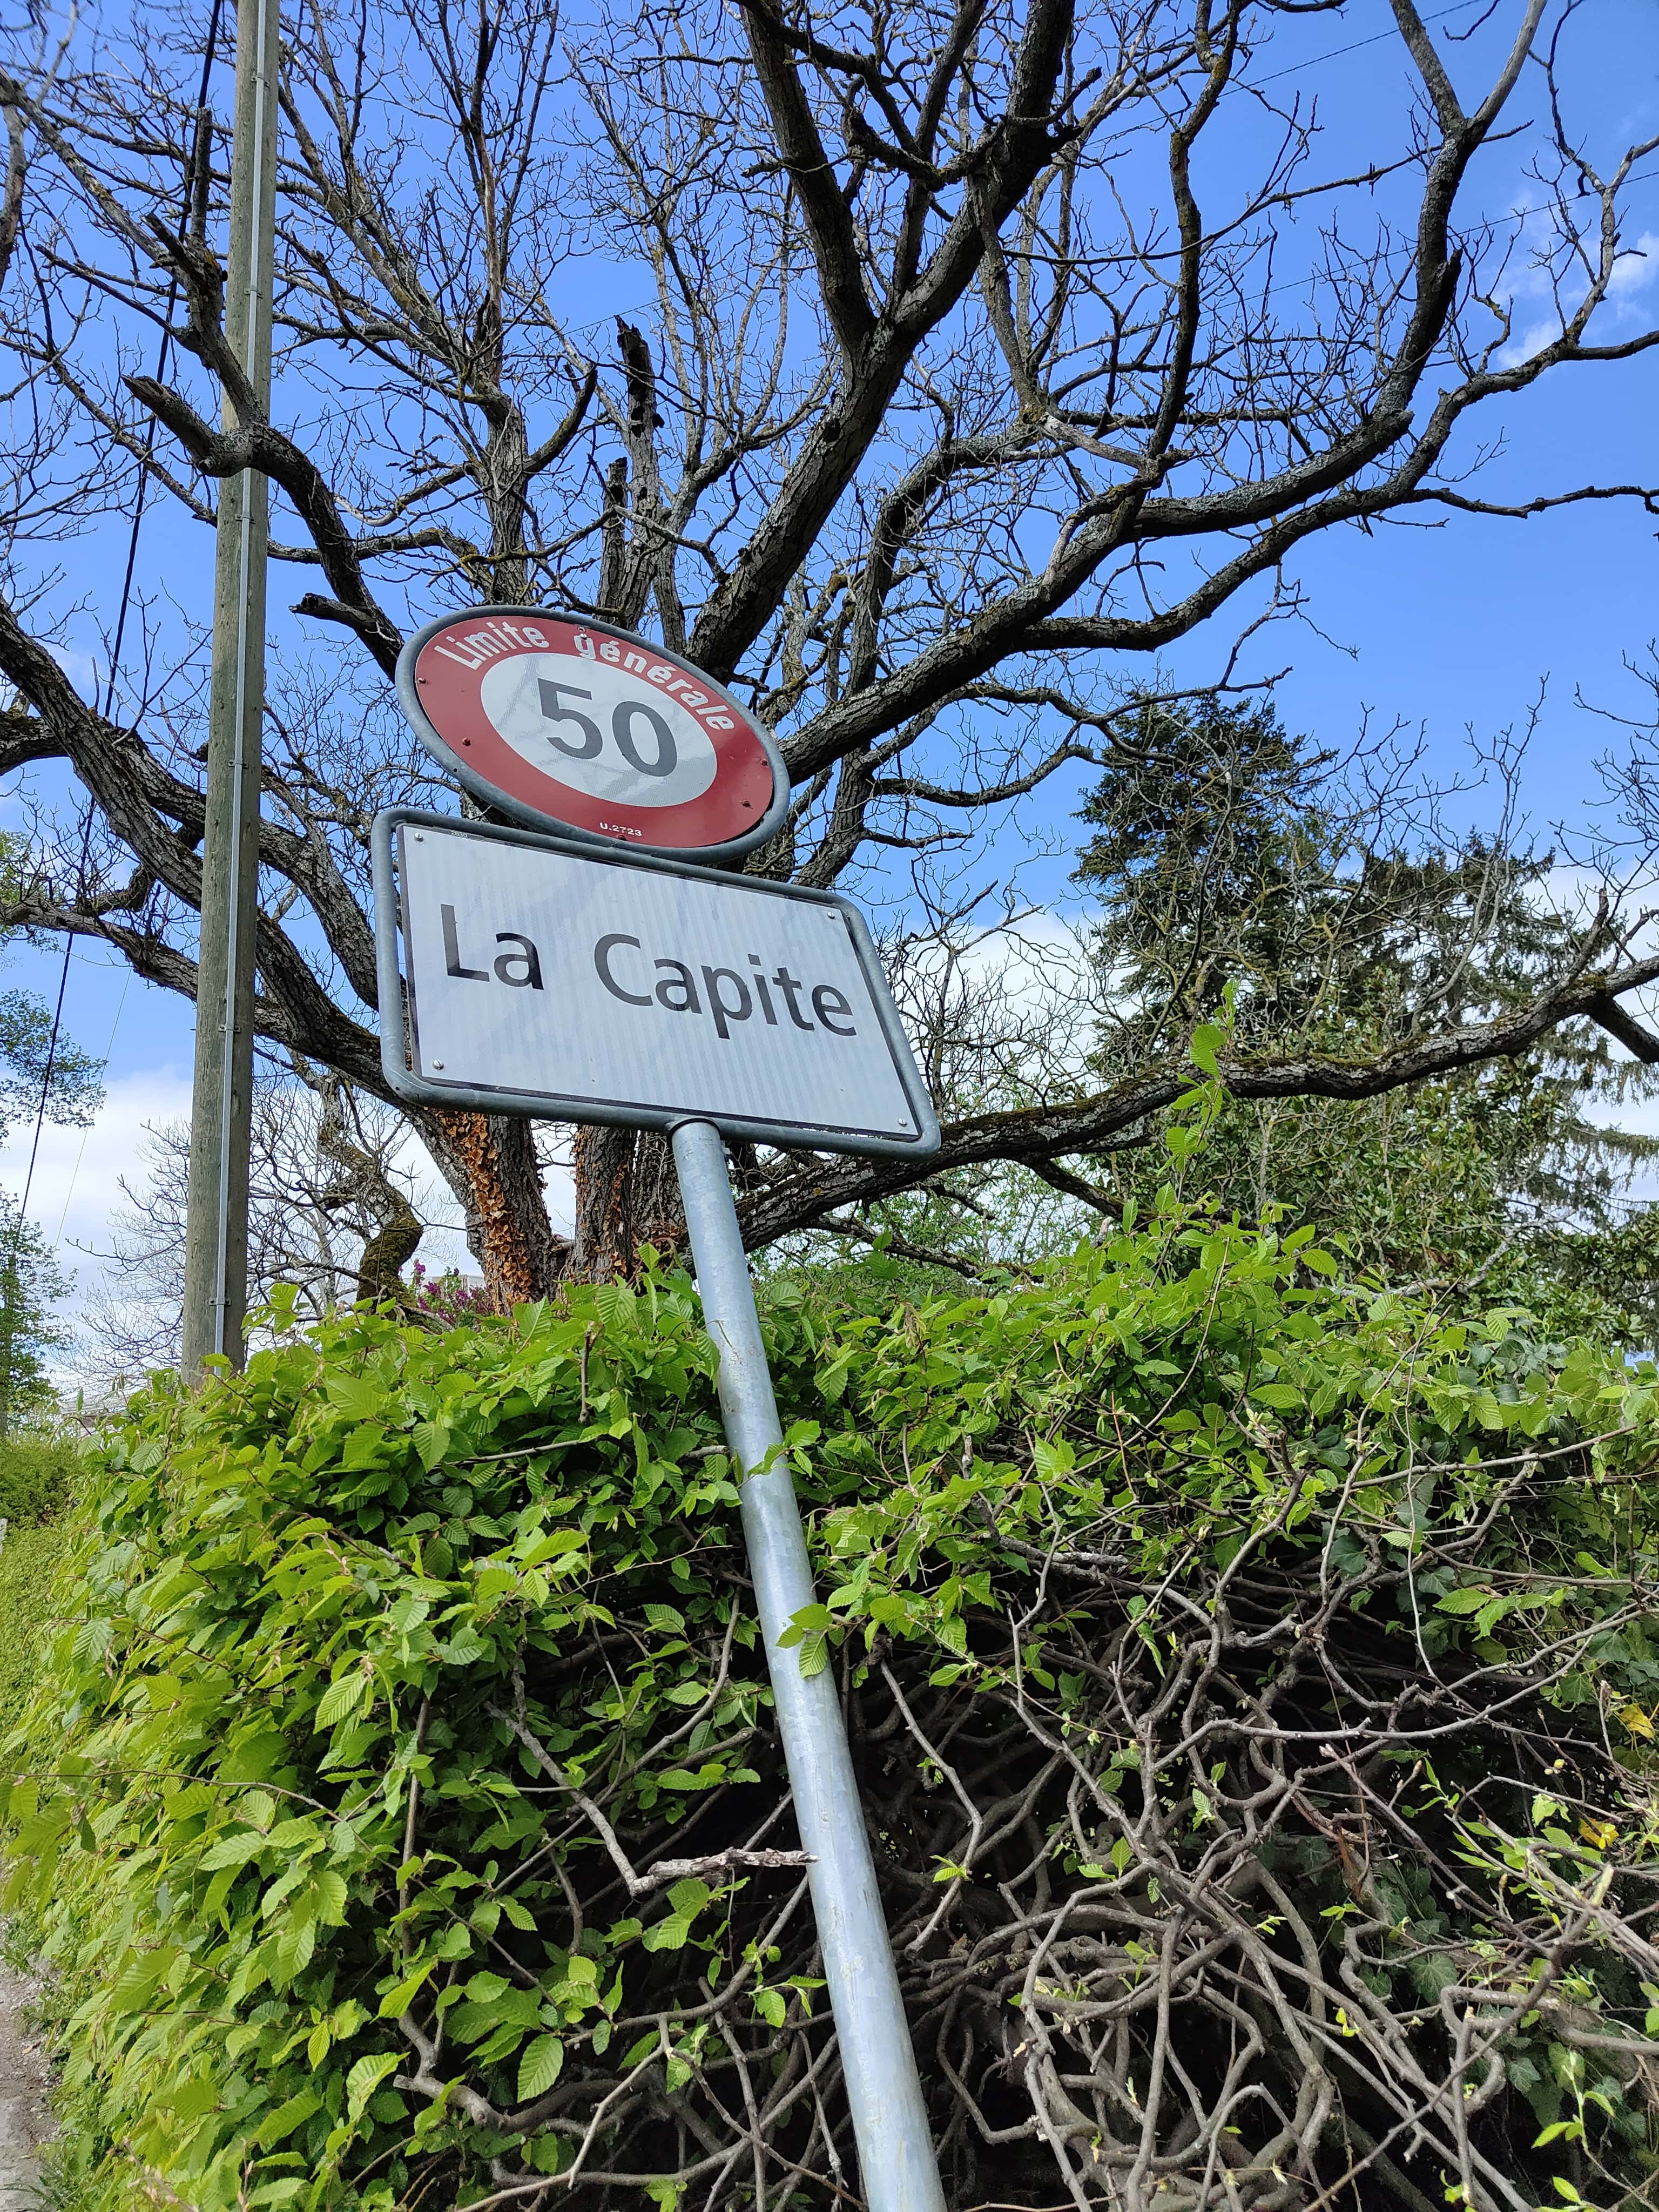 Limite générale
50
U.2723
La Capite